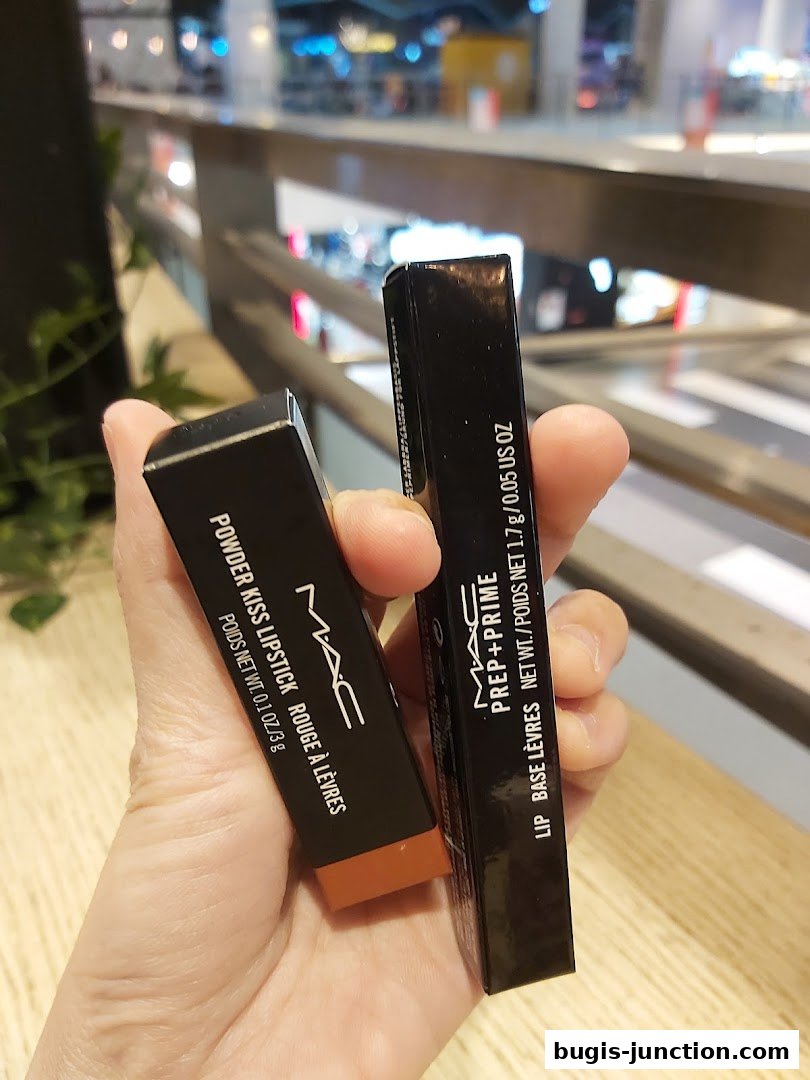 M·A·C
POWDER KISS LIPSTICK ROUGE À LÈVRES
POIDS NET WT. 0.1 OZ/3 g
M·A·C
PREP+PRIME
LIP BASE LÈVRES NET WT./POIDS NET 1.7 g/0.05 US OZ
bugis-junction.com